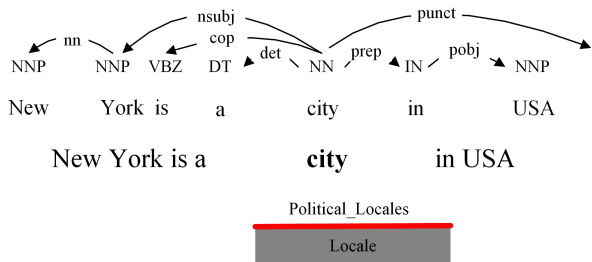 nsubj punct
nn cop
det prep pobj
NNP NNP VBZ DT NN IN NNP
New York is a city in USA
New York is a city in USA
Political_Locales
Locale